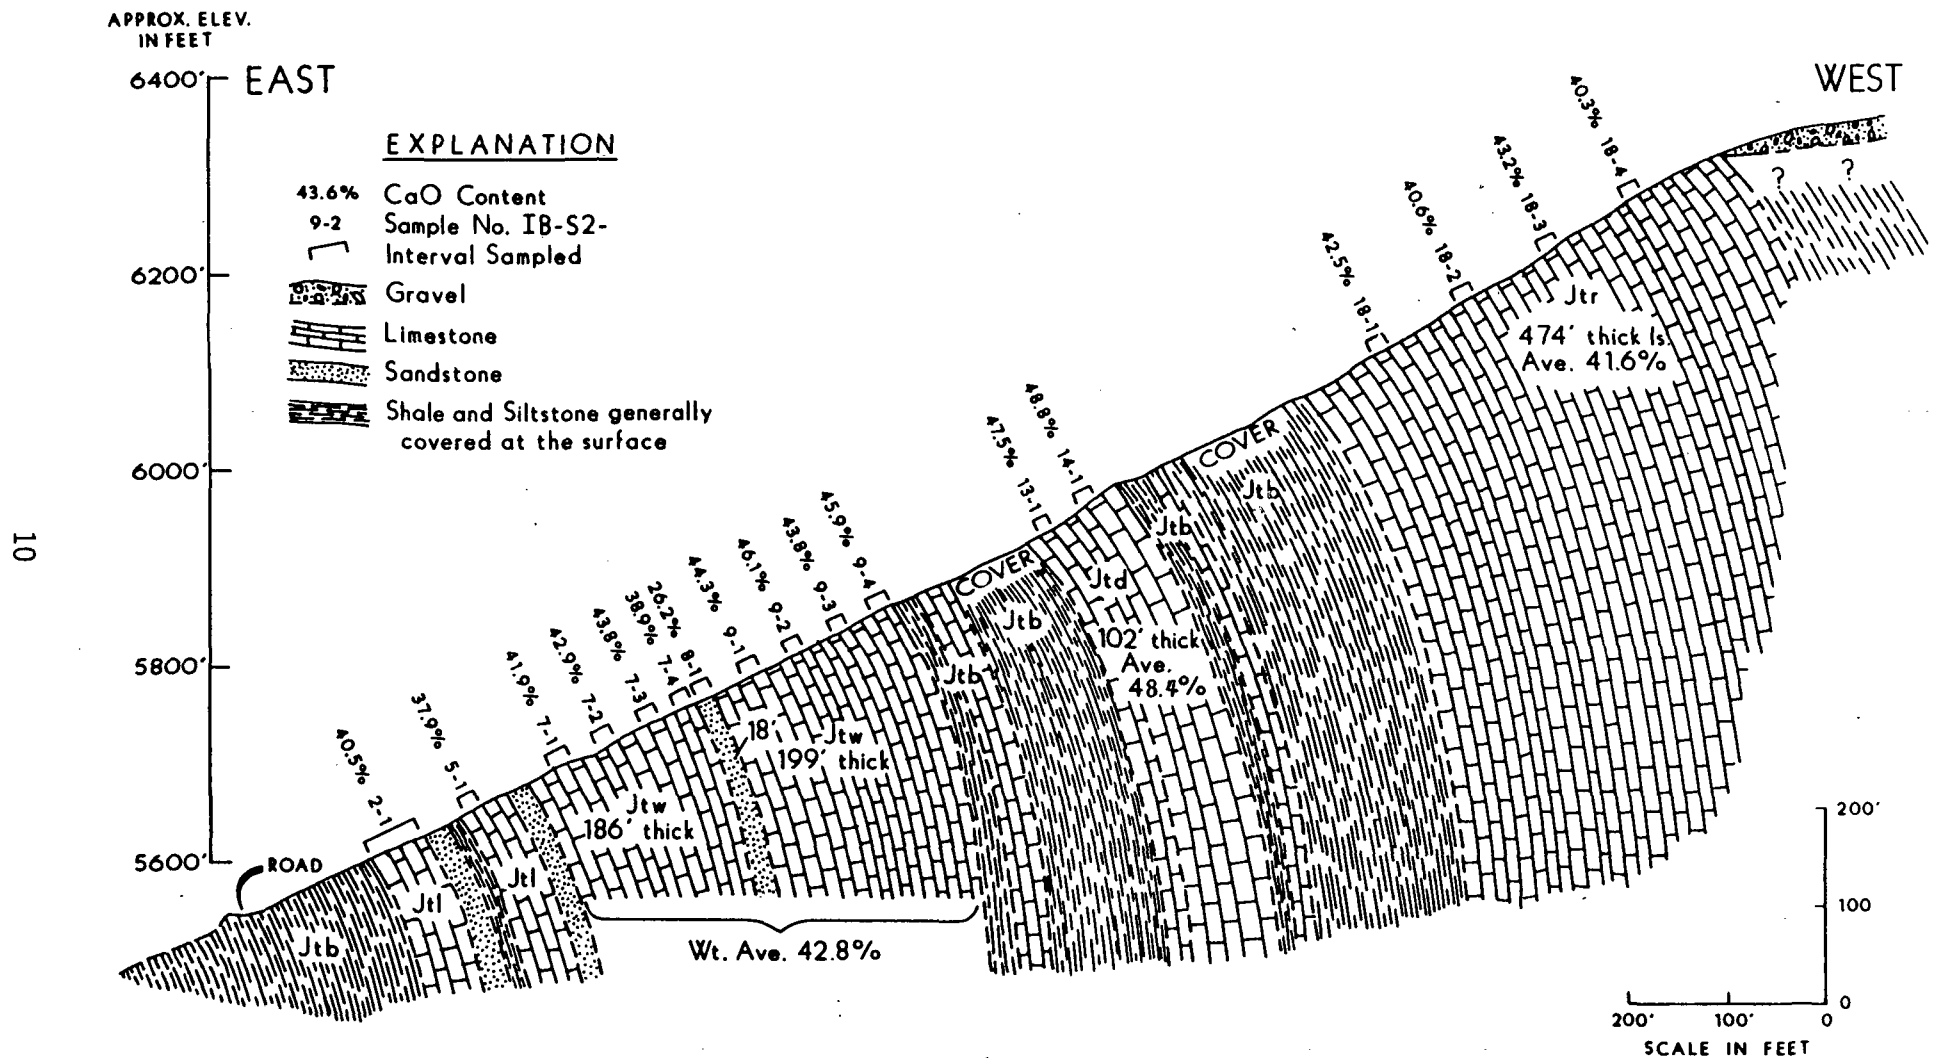 APPROX. ELEV.
IN FEET
6400'
EAST
WEST
EXPLANATION
43.6% CaO Content
9-2 Sample No. IB-S2-
Interval Sampled
Gravel
Limestone
Sandstone
Shale and Siltstone generally
covered at the surface
6200'
6000'
5800'
5600'
10
ROAD
40.5% 2-1
37.9% 5-1
41.9% 7-1
42.9% 7-2
43.8% 7-3
38.9% 7-4
26.2% 8-1
44.3% 9-1
46.1% 9-2
43.8% 9-3
45.9% 9-4
47.5% 13-1
48.8% 14-1
42.5% 18-1
40.6% 18-2
43.2% 18-3
40.3% 18-4
? ?
Jtr
474' thick ls.
Ave. 41.6%
COVER
Jtb
Jtb
Jtd
102' thick
Ave.
48.4%
COVER
Jtb
Jtb
18'
Jtw
199' thick
Jtw
186' thick
Jtl
Jtl
Jtb
Wt. Ave. 42.8%
200'
100
0
200' 100' 0
SCALE IN FEET